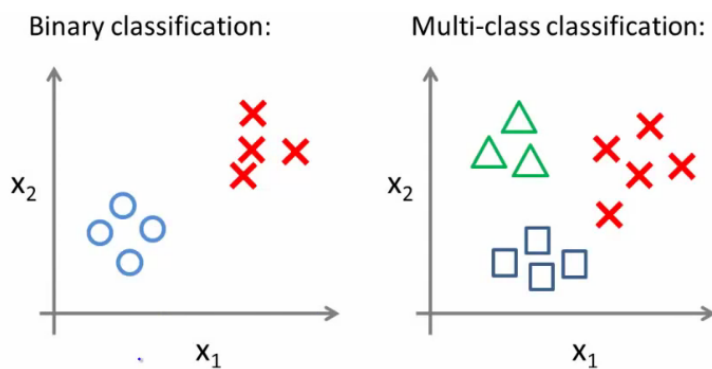 Binary classification:
Multi-class classification:
x₂
x₁
x₂
x₁